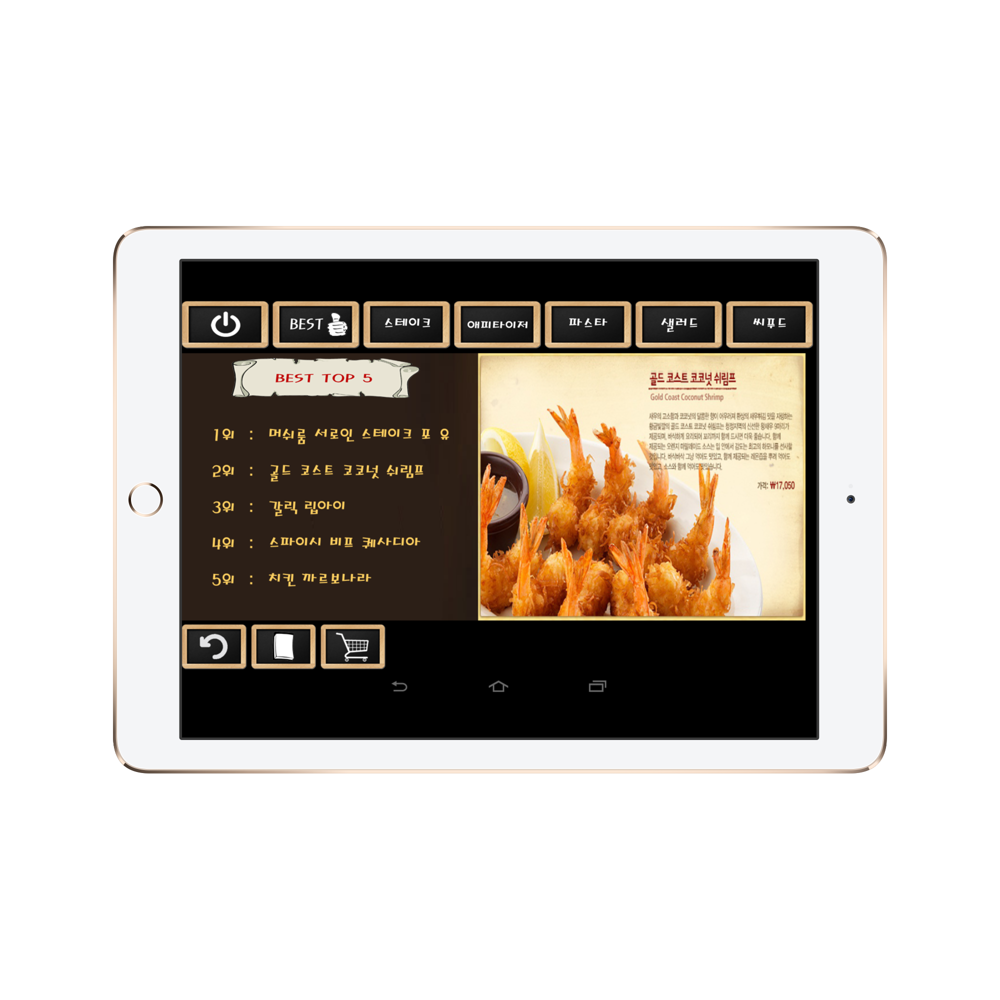 BEST
스테이크
애피타이저
파스타
샐러드
씨푸드
BEST TOP 5
1위 : 머쉬룸 서로인 스테이크 포 유
2위 : 골드 코스트 코코넛 쉬림프
3위 : 갈릭 립아이
4위 : 스파이시 비프 퀘사디아
5위 : 치킨 까르보나라
골드 코스트 코코넛 쉬림프
Gold Coast Coconut Shrimp
새우의 고소함과 코코넛의 달콤한 향이 어우러져 환상의 새우튀김 맛을 자랑하는
황금빛깔의 골드 코스트 코코넛 쉬림프는 청정지역의 신선한 왕새우 9마리가
제공되며, 바삭하게 요리되어 꼬리까지 함께 드시면 더욱 좋습니다. 함께
제공되는 오렌지 마말레이드 소스는 입 안에서 감도는 최고의 하모니를 선사할
것입니다. 바삭바삭 그냥 먹어도 맛있고, 함께 제공되는 레몬즙을 뿌려 먹어도
맛있고, 소스와 함께 먹어도 맛있습니다.
가격: ₩17,050